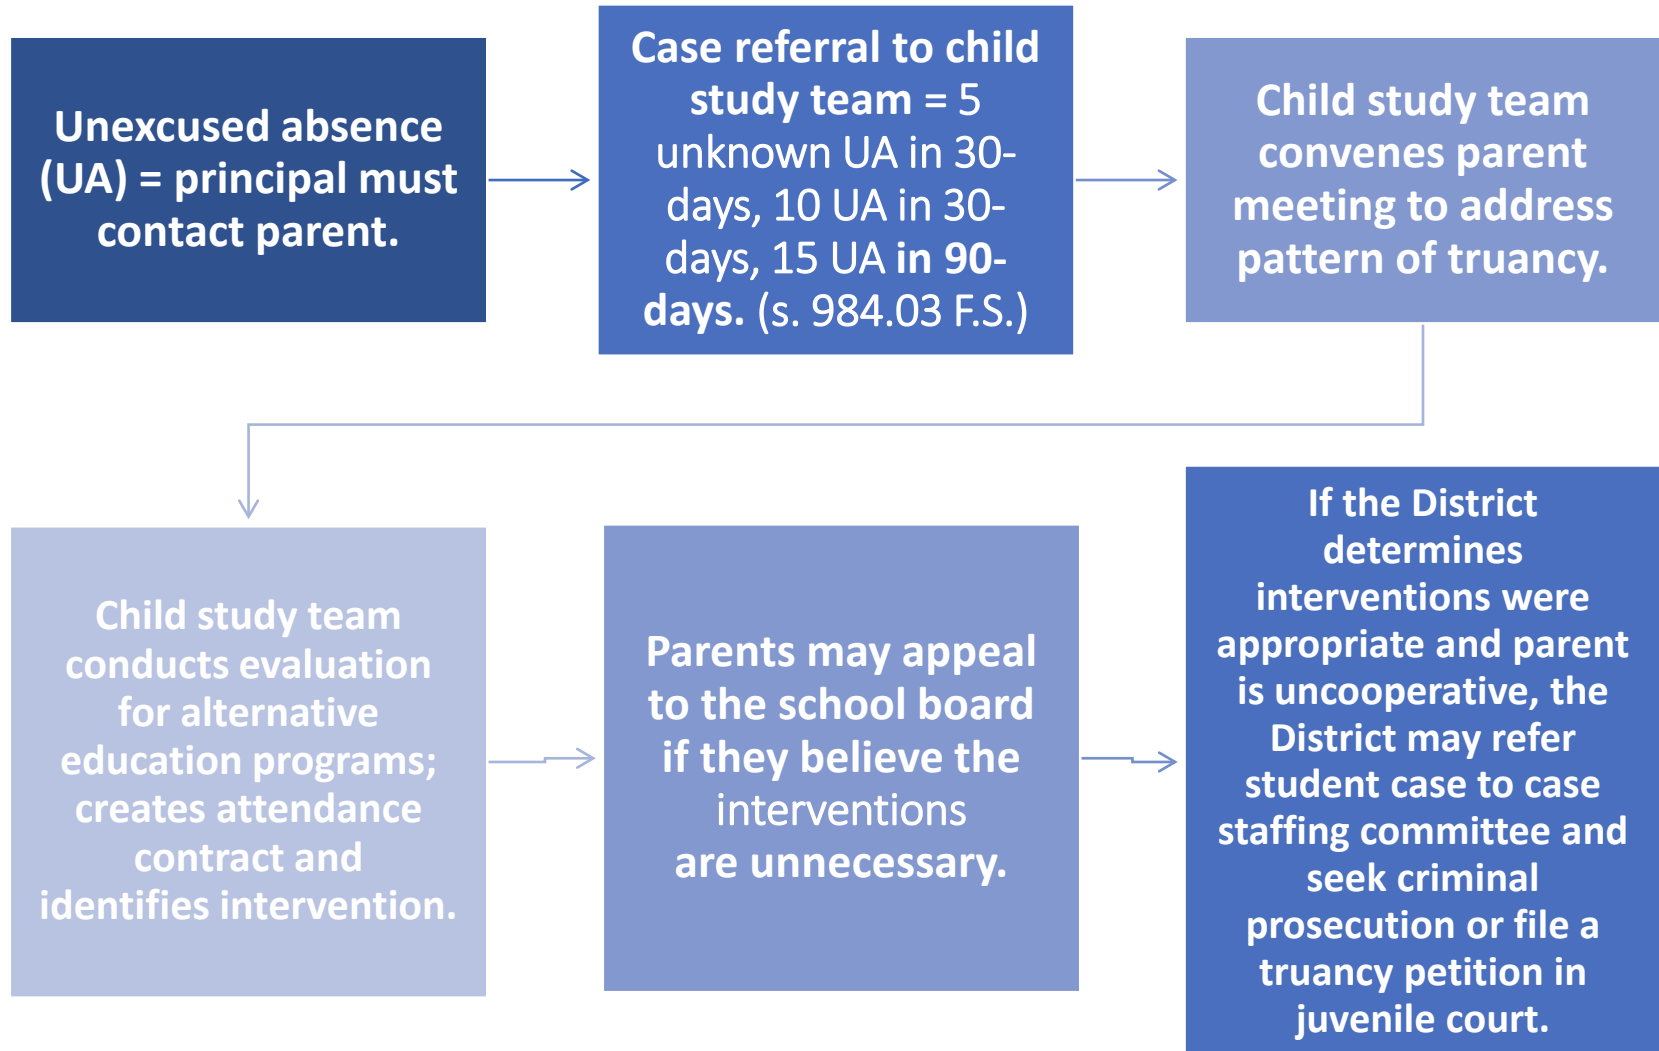 Unexcused absence
(UA) = principal must
contact parent.
Case referral to child
study team = 5
unknown UA in 30-
days, 10 UA in 30-
days, 15 UA in 90-
days. (s. 984.03 F.S.)
Child study team
convenes parent
meeting to address
pattern of truancy.
Child study team
conducts evaluation
for alternative
education programs;
creates attendance
contract and
identifies intervention.
Parents may appeal
to the school board
if they believe the
interventions
are unnecessary.
If the District
determines
interventions were
appropriate and parent
is uncooperative, the
District may refer
student case to case
staffing committee and
seek criminal
prosecution or file a
truancy petition in
juvenile court.